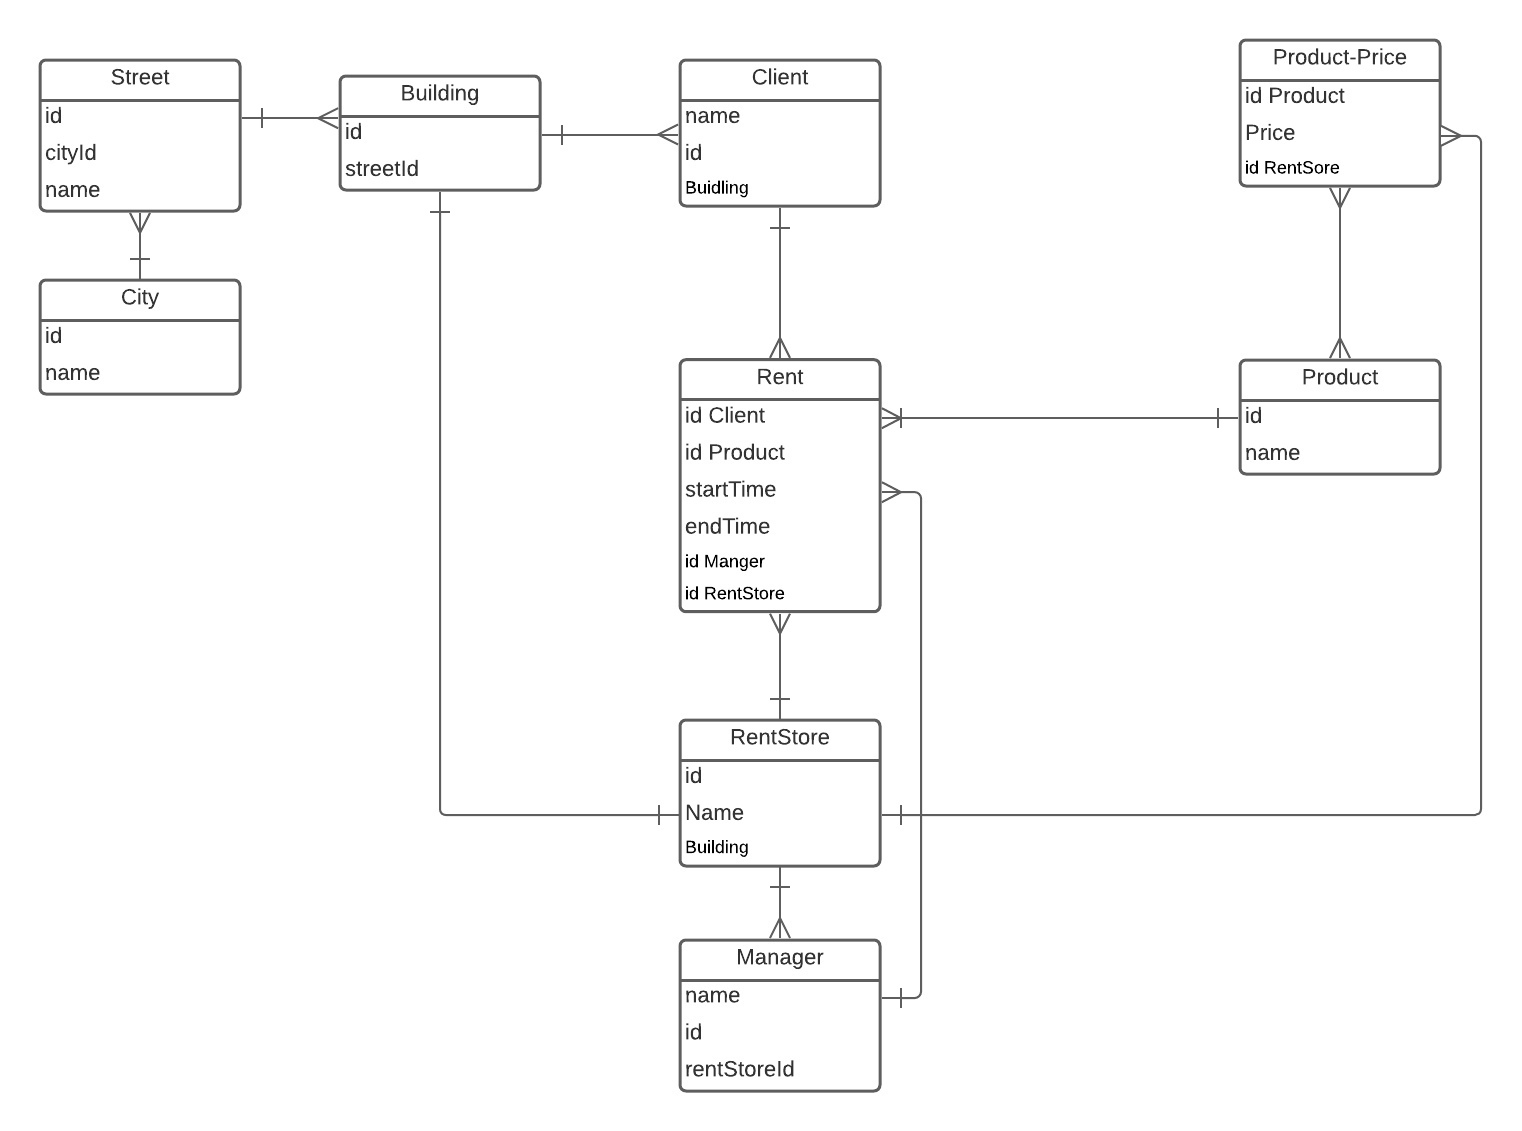 Street
id
cityId
name
City
id
name
Building
id
streetId
Client
name
id
Buidling
Rent
id Client
id Product
startTime
endTime
id Manger
id RentStore
RentStore
id
Name
Building
Manager
name
id
rentStoreId
Product-Price
id Product
Price
id RentSore
Product
id
name